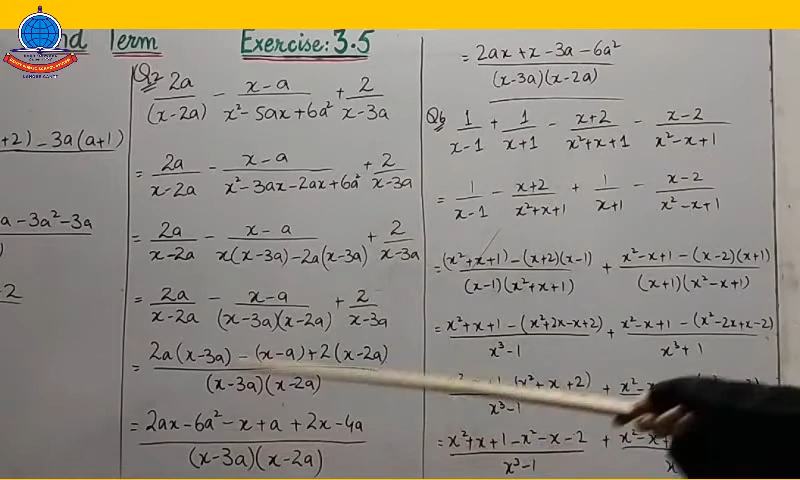 nd Term
Exercise: 3.5
+2) - 3a(a+1)
a - 3a² - 3a
- 2
Q2 2a/(x-2a) - (x-a)/(x²-5ax+6a²) + 2/(x-3a)
= 2a/(x-2a) - (x-a)/(x²-3ax-2ax+6a²) + 2/(x-3a)
= 2a/(x-2a) - (x-a)/(x(x-3a)-2a(x-3a)) + 2/(x-3a)
= 2a/(x-2a) - (x-a)/((x-3a)(x-2a)) + 2/(x-3a)
= (2a(x-3a) - (x-a) + 2(x-2a))/((x-3a)(x-2a))
= (2ax-6a²-x+a+2x-4a)/((x-3a)(x-2a))
= (2ax+x-3a-6a²)/((x-3a)(x-2a))
Q6 1/(x-1) + 1/(x+1) - (x+2)/(x²+x+1) - (x-2)/(x²-x+1)
= 1/(x-1) - (x+2)/(x²+x+1) + 1/(x+1) - (x-2)/(x²-x+1)
= ((x²+x+1)-(x+2)(x-1))/((x-1)(x²+x+1)) + (x²-x+1-(x-2)(x+1))/((x+1)(x²-x+1))
= (x²+x+1-(x²+2x-x+2))/(x³-1) + (x²-x+1-(x²-2x+x-2))/(x³+1)
(x²+x+2)/(x³-1) + x²
= (x²+x+1-x²-x-2)/(x³-1) + x²-x+